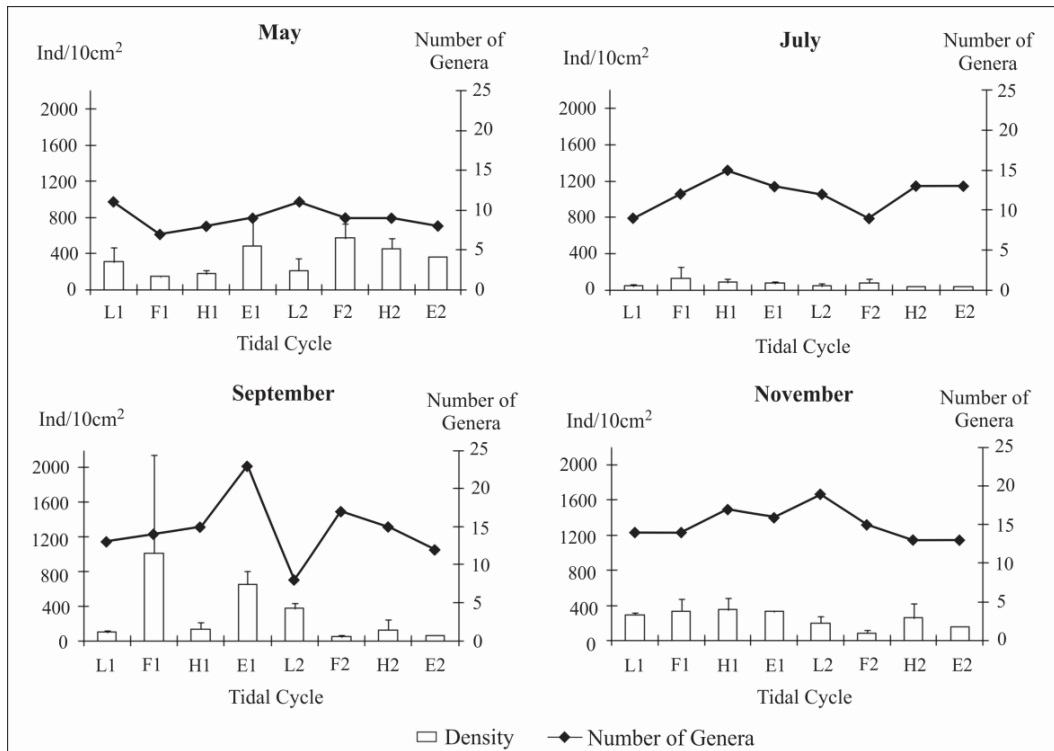 May
Ind/10cm²
Number of
Genera
2000
1600
1200
800
400
0
25
20
15
10
5
0
L1 F1 H1 E1 L2 F2 H2 E2
Tidal Cycle
July
Ind/10cm²
Number of
Genera
2000
1600
1200
800
400
0
25
20
15
10
5
0
L1 F1 H1 E1 L2 F2 H2 E2
Tidal Cycle
September
Ind/10cm²
Number of
Genera
2000
1600
1200
800
400
0
25
20
15
10
5
0
L1 F1 H1 E1 L2 F2 H2 E2
Tidal Cycle
November
Ind/10cm²
Number of
Genera
2000
1600
1200
800
400
0
25
20
15
10
5
0
L1 F1 H1 E1 L2 F2 H2 E2
Tidal Cycle
Density Number of Genera